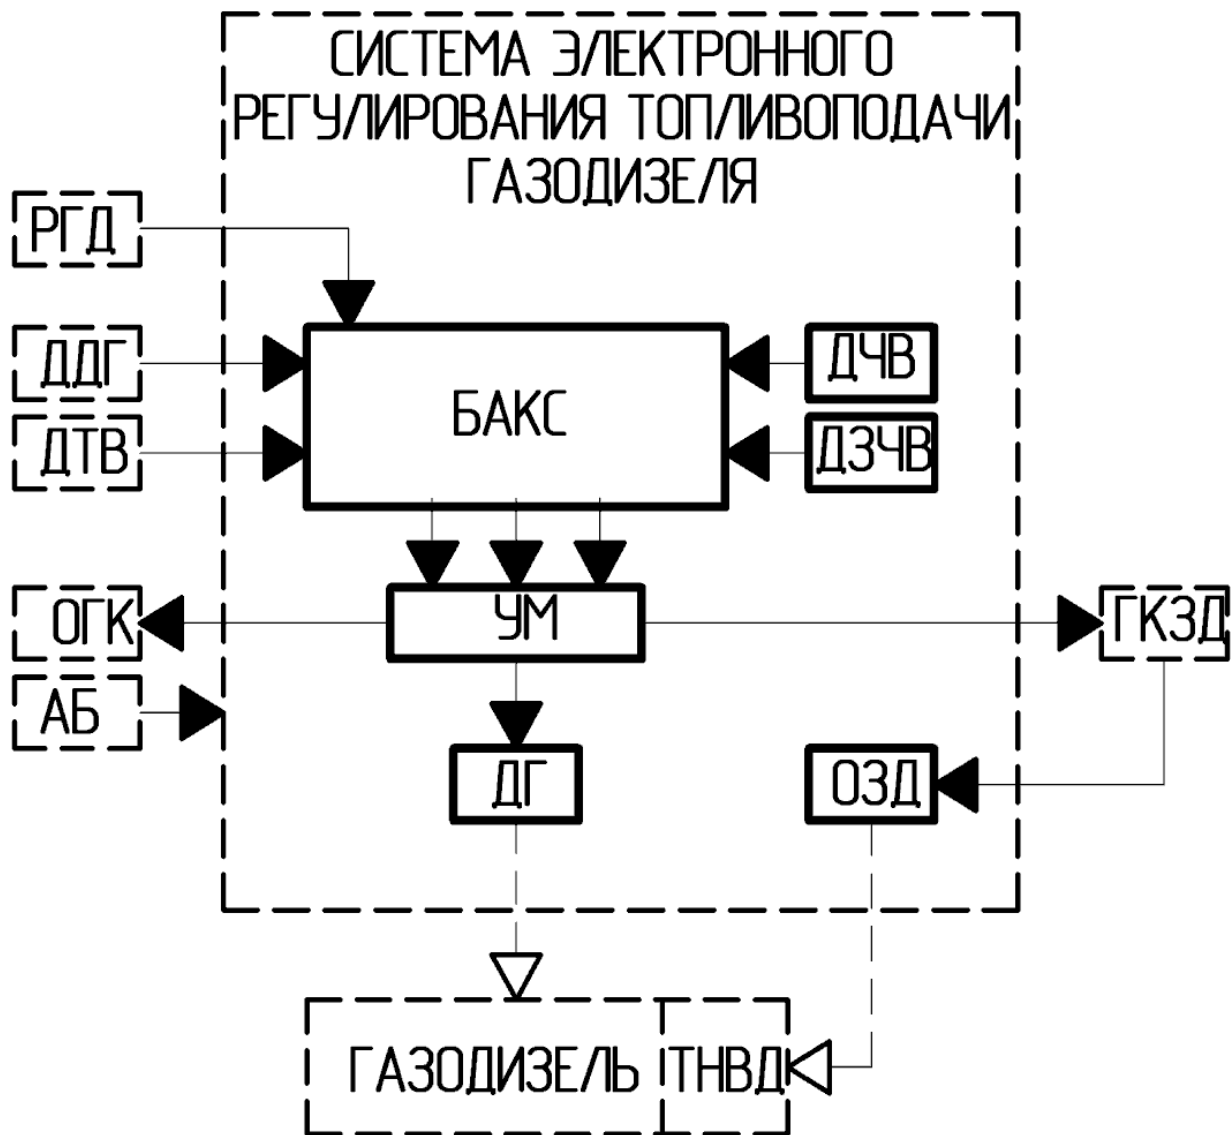 СИСТЕМА ЭЛЕКТРОННОГО
РЕГУЛИРОВАНИЯ ТОПЛИВОПОДАЧИ
ГАЗОДИЗЕЛЯ
РГД
ДДГ
ДТВ
БАКС
ДЧВ
ДЗЧВ
ОГК
УМ
ГКЗД
АБ
ДГ
ОЗД
ГАЗОДИЗЕЛЬ
ТНВД